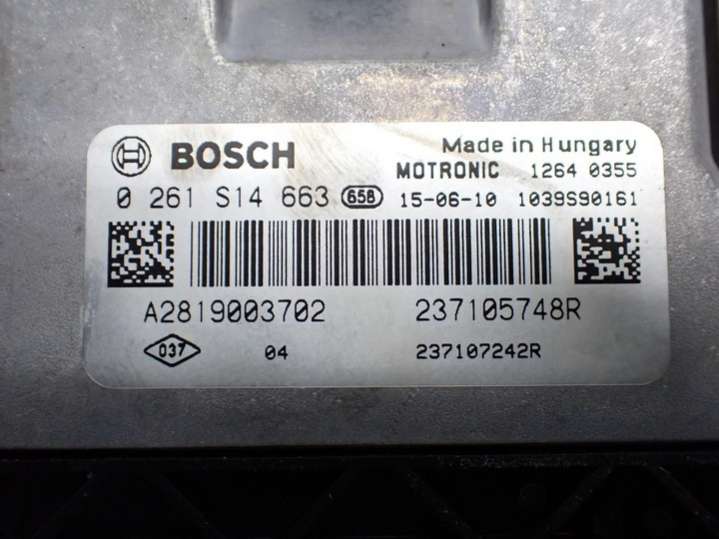 BOSCH Made in Hungary
MOTRONIC 1264 0355
0 261 S14 663 658 15-06-10 1039S90161
A2819003702 237105748R
037 04 237107242R